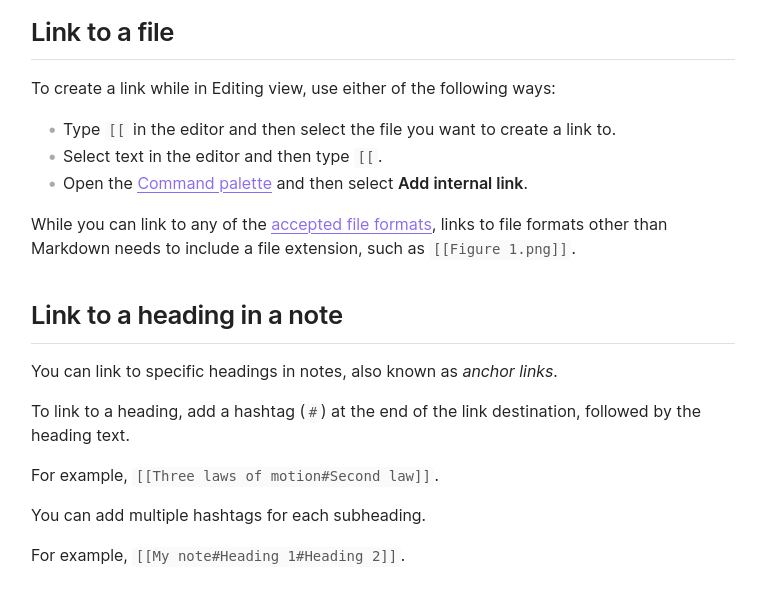 Link to a file
To create a link while in Editing view, use either of the following ways:
• Type [[ in the editor and then select the file you want to create a link to.
• Select text in the editor and then type [[.
• Open the Command palette and then select Add internal link.
While you can link to any of the accepted file formats, links to file formats other than
Markdown needs to include a file extension, such as [[Figure 1.png]].
Link to a heading in a note
You can link to specific headings in notes, also known as anchor links.
To link to a heading, add a hashtag (#) at the end of the link destination, followed by the
heading text.
For example, [[Three laws of motion#Second law]].
You can add multiple hashtags for each subheading.
For example, [[My note#Heading 1#Heading 2]].